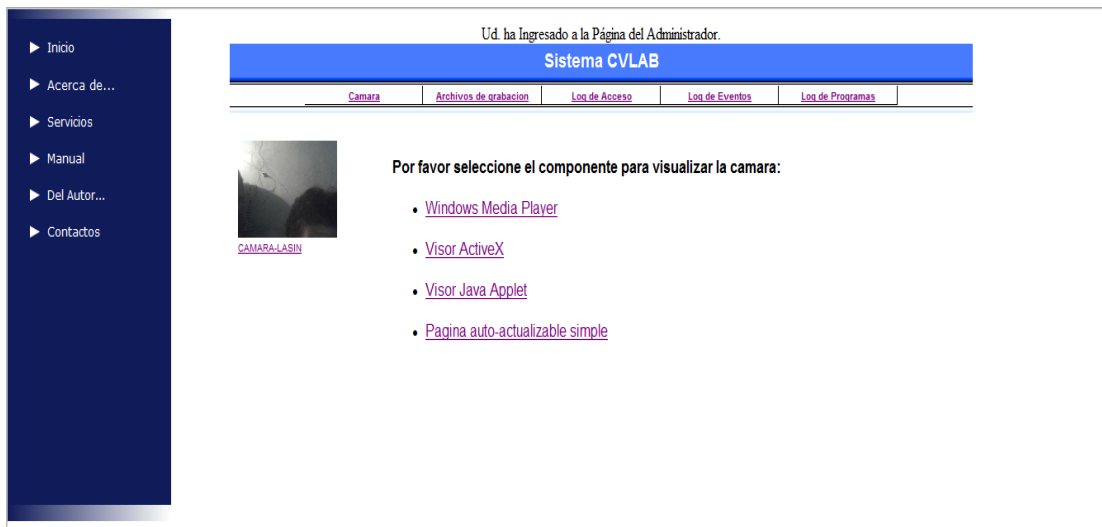 Inicio
Acerca de...
Servicios
Manual
Del Autor...
Contactos
Ud. ha Ingresado a la Página del Administrador.
Sistema CVLAB
Camara Archivos de grabacion Log de Acceso Log de Eventos Log de Programas
CAMARA-LASIN
Por favor seleccione el componente para visualizar la camara:
Windows Media Player
Visor ActiveX
Visor Java Applet
Pagina auto-actualizable simple